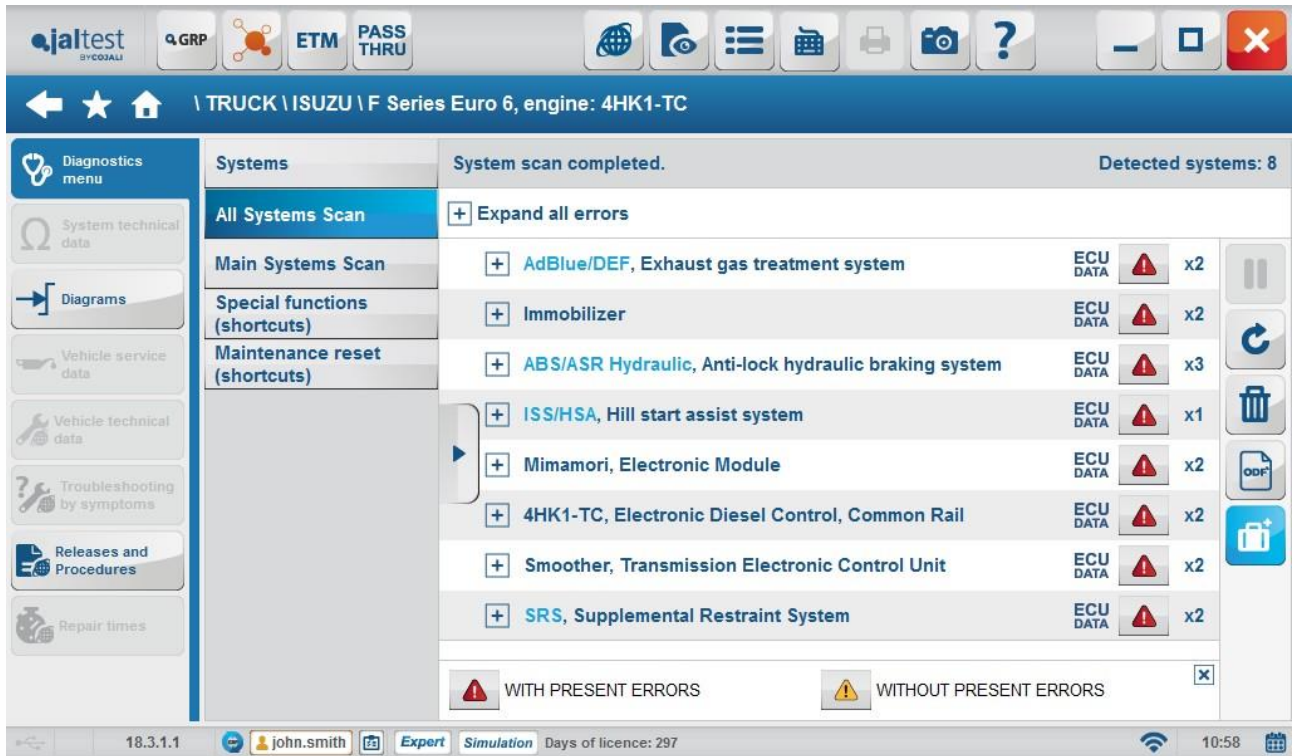 jaltest
BY COJALI
GRP
ETM
PASS
THRU
?
\ TRUCK \ ISUZU \ F Series Euro 6, engine: 4HK1-TC
Diagnostics
menu
System technical
data
Diagrams
Vehicle service
data
Vehicle technical
data
Troubleshooting
by symptoms
Releases and
Procedures
Repair times
Systems
All Systems Scan
Main Systems Scan
Special functions
(shortcuts)
Maintenance reset
(shortcuts)
System scan completed. Detected systems: 8
Expand all errors
AdBlue/DEF, Exhaust gas treatment system ECU DATA x2
Immobilizer ECU DATA x2
ABS/ASR Hydraulic, Anti-lock hydraulic braking system ECU DATA x3
ISS/HSA, Hill start assist system ECU DATA x1
Mimamori, Electronic Module ECU DATA x2
4HK1-TC, Electronic Diesel Control, Common Rail ECU DATA x2
Smoother, Transmission Electronic Control Unit ECU DATA x2
SRS, Supplemental Restraint System ECU DATA x2
ODF
WITH PRESENT ERRORS WITHOUT PRESENT ERRORS
18.3.1.1 john.smith Expert Simulation Days of licence: 297 10:58